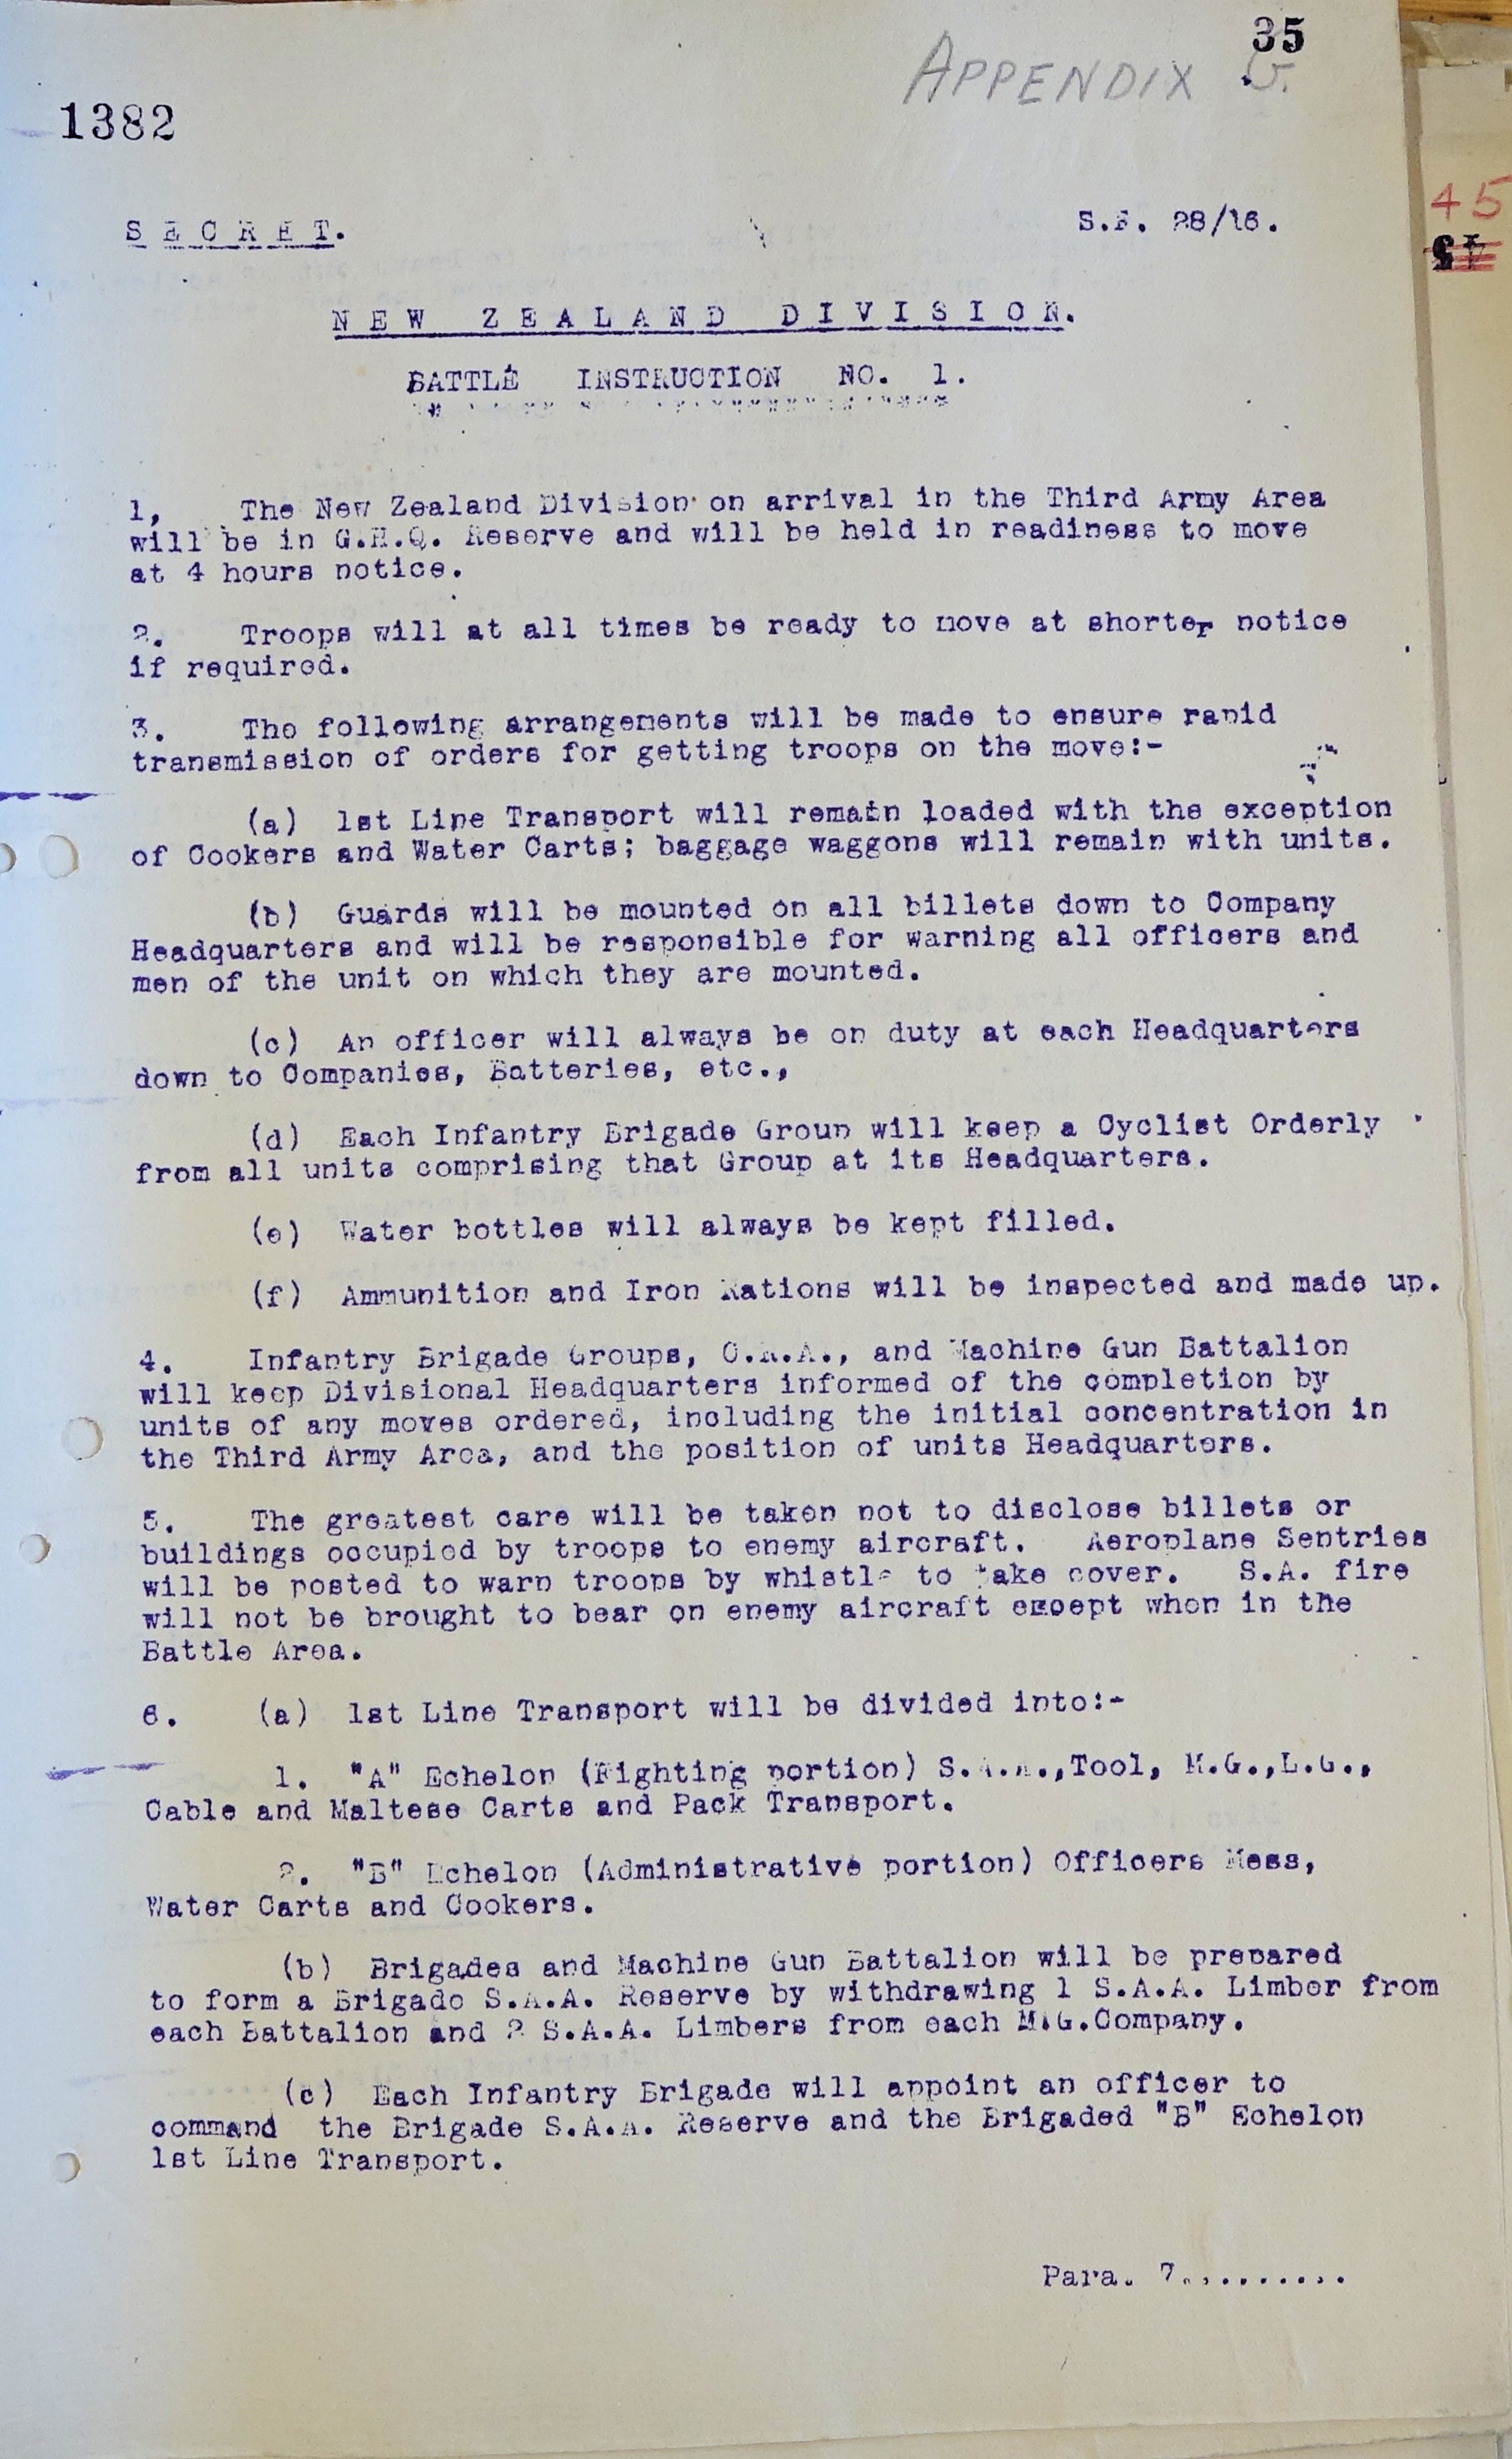 35
APPENDIX
1382
SECRET.
S.F. 28/16.
45
NEW ZEALAND DIVISION.
BATTLE INSTRUCTION NO. 1.
1, The New Zealand Division on arrival in the Third Army Area
will be in G.H.Q. Reserve and will be held in readiness to move
at 4 hours notice.
2. Troops will at all times be ready to move at shorter notice
if required.
3. The following arrangements will be made to ensure rapid
transmission of orders for getting troops on the move:-
(a) 1st Line Transport will remain loaded with the exception
of Cookers and Water Carts; baggage waggons will remain with units.
(b) Guards will be mounted on all billets down to Company
Headquarters and will be responsible for warning all officers and
men of the unit on which they are mounted.
(c) An officer will always be on duty at each Headquarters
down to Companies, Batteries, etc.,
(d) Each Infantry Brigade Group will keep a Cyclist Orderly
from all units comprising that Group at its Headquarters.
(e) Water bottles will always be kept filled.
(f) Ammunition and Iron Rations will be inspected and made up.
4. Infantry Brigade Groups, C.R.A., and Machine Gun Battalion
will keep Divisional Headquarters informed of the completion by
units of any moves ordered, including the initial concentration in
the Third Army Area, and the position of units Headquarters.
5. The greatest care will be taken not to disclose billets or
buildings occupied by troops to enemy aircraft. Aeroplane Sentries
will be posted to warn troops by whistle to take cover. S.A. fire
will not be brought to bear on enemy aircraft except when in the
Battle Area.
6. (a) 1st Line Transport will be divided into:-
1. "A" Echelon (Fighting portion) S.A.A.,Tool, M.G.,L.G.,
Cable and Maltese Carts and Pack Transport.
2. "B" Echelon (Administrative portion) Officers Mess,
Water Carts and Cookers.
(b) Brigades and Machine Gun Battalion will be prepared
to form a Brigade S.A.A. Reserve by withdrawing 1 S.A.A. Limber from
each Battalion and 2 S.A.A. Limbers from each M.G.Company.
(c) Each Infantry Brigade will appoint an officer to
command the Brigade S.A.A. Reserve and the Brigaded "B" Echelon
1st Line Transport.
Para. 7..........